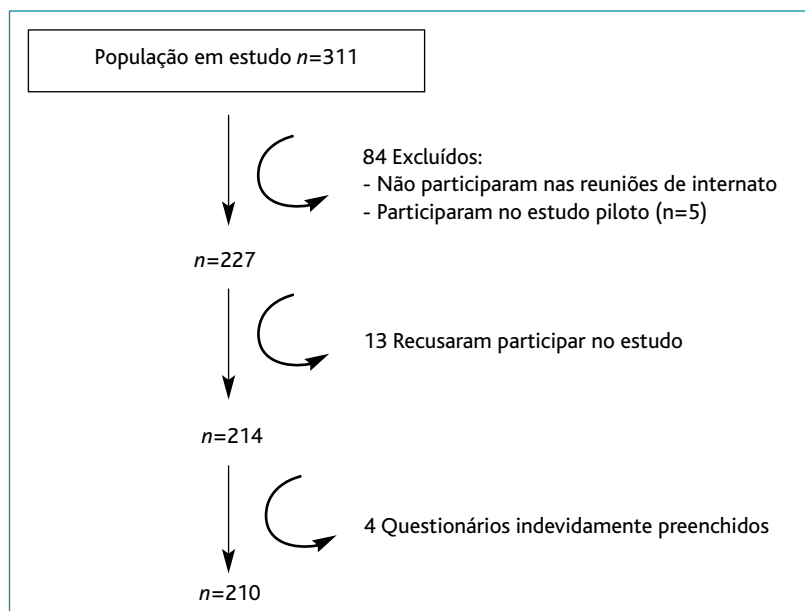 População em estudo n=311
84 Excluídos:
- Não participaram nas reuniões de internato
- Participaram no estudo piloto (n=5)
n=227
13 Recusaram participar no estudo
n=214
4 Questionários indevidamente preenchidos
n=210